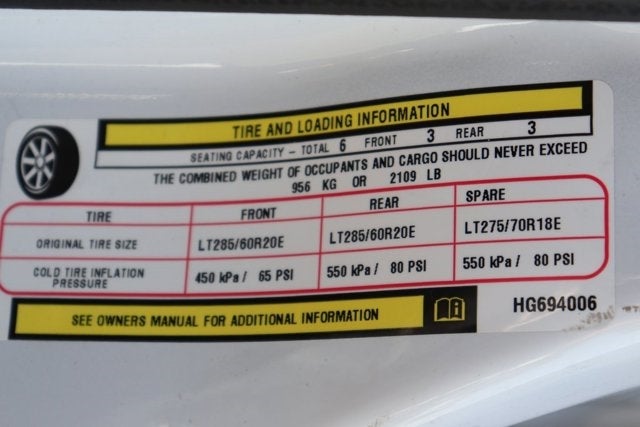 TIRE AND LOADING INFORMATION
SEATING CAPACITY – TOTAL 6 FRONT 3 REAR 3
THE COMBINED WEIGHT OF OCCUPANTS AND CARGO SHOULD NEVER EXCEED
956 KG OR 2109 LB
TIRE FRONT REAR SPARE
ORIGINAL TIRE SIZE LT285/60R20E LT285/60R20E LT275/70R18E
COLD TIRE INFLATION
PRESSURE 450 kPa / 65 PSI 550 kPa / 80 PSI 550 kPa / 80 PSI
SEE OWNERS MANUAL FOR ADDITIONAL INFORMATION
HG694006